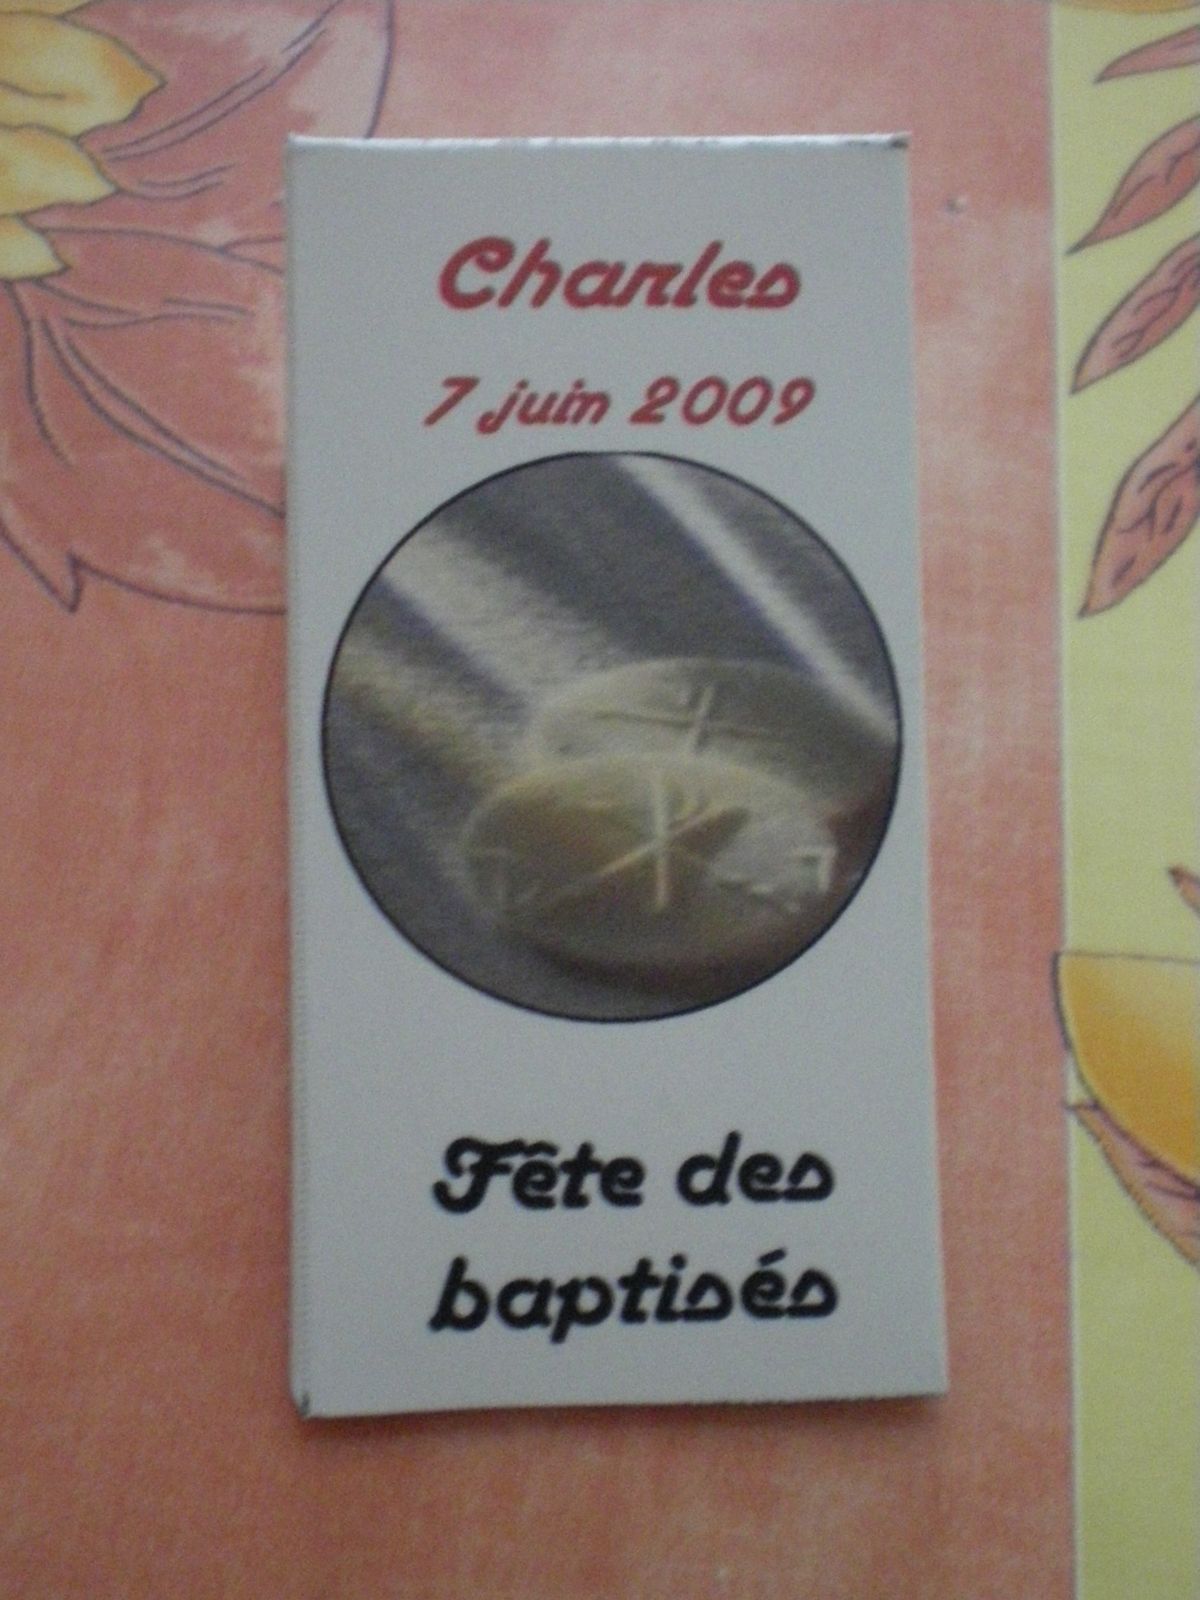 Charles
7 juin 2009
Fête des
baptisés